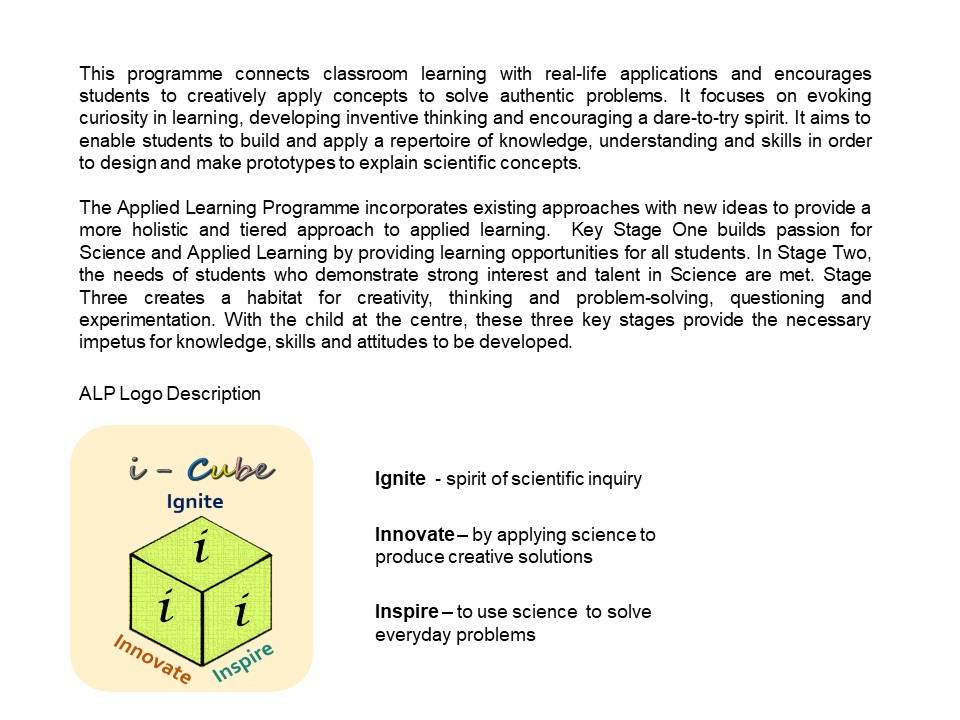 This programme connects classroom learning with real-life applications and encourages
students to creatively apply concepts to solve authentic problems. It focuses on evoking
curiosity in learning, developing inventive thinking and encouraging a dare-to-try spirit. It aims to
enable students to build and apply a repertoire of knowledge, understanding and skills in order
to design and make prototypes to explain scientific concepts.
The Applied Learning Programme incorporates existing approaches with new ideas to provide a
more holistic and tiered approach to applied learning.  Key Stage One builds passion for
Science and Applied Learning by providing learning opportunities for all students. In Stage Two,
the needs of students who demonstrate strong interest and talent in Science are met. Stage
Three creates a habitat for creativity, thinking and problem-solving, questioning and
experimentation. With the child at the centre, these three key stages provide the necessary
impetus for knowledge, skills and attitudes to be developed.
ALP Logo Description
i - Cube
Ignite
i
i
i
Innovate
Inspire
Ignite  - spirit of scientific inquiry
Innovate – by applying science to
produce creative solutions
Inspire – to use science  to solve
everyday problems